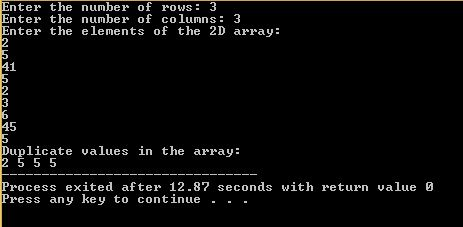 Enter the number of rows: 3
Enter the number of columns: 3
Enter the elements of the 2D array:
2
5
41
5
2
3
6
45
5
Duplicate values in the array:
2 5 5 5
--------------------------------
Process exited after 12.87 seconds with return value 0
Press any key to continue . . .